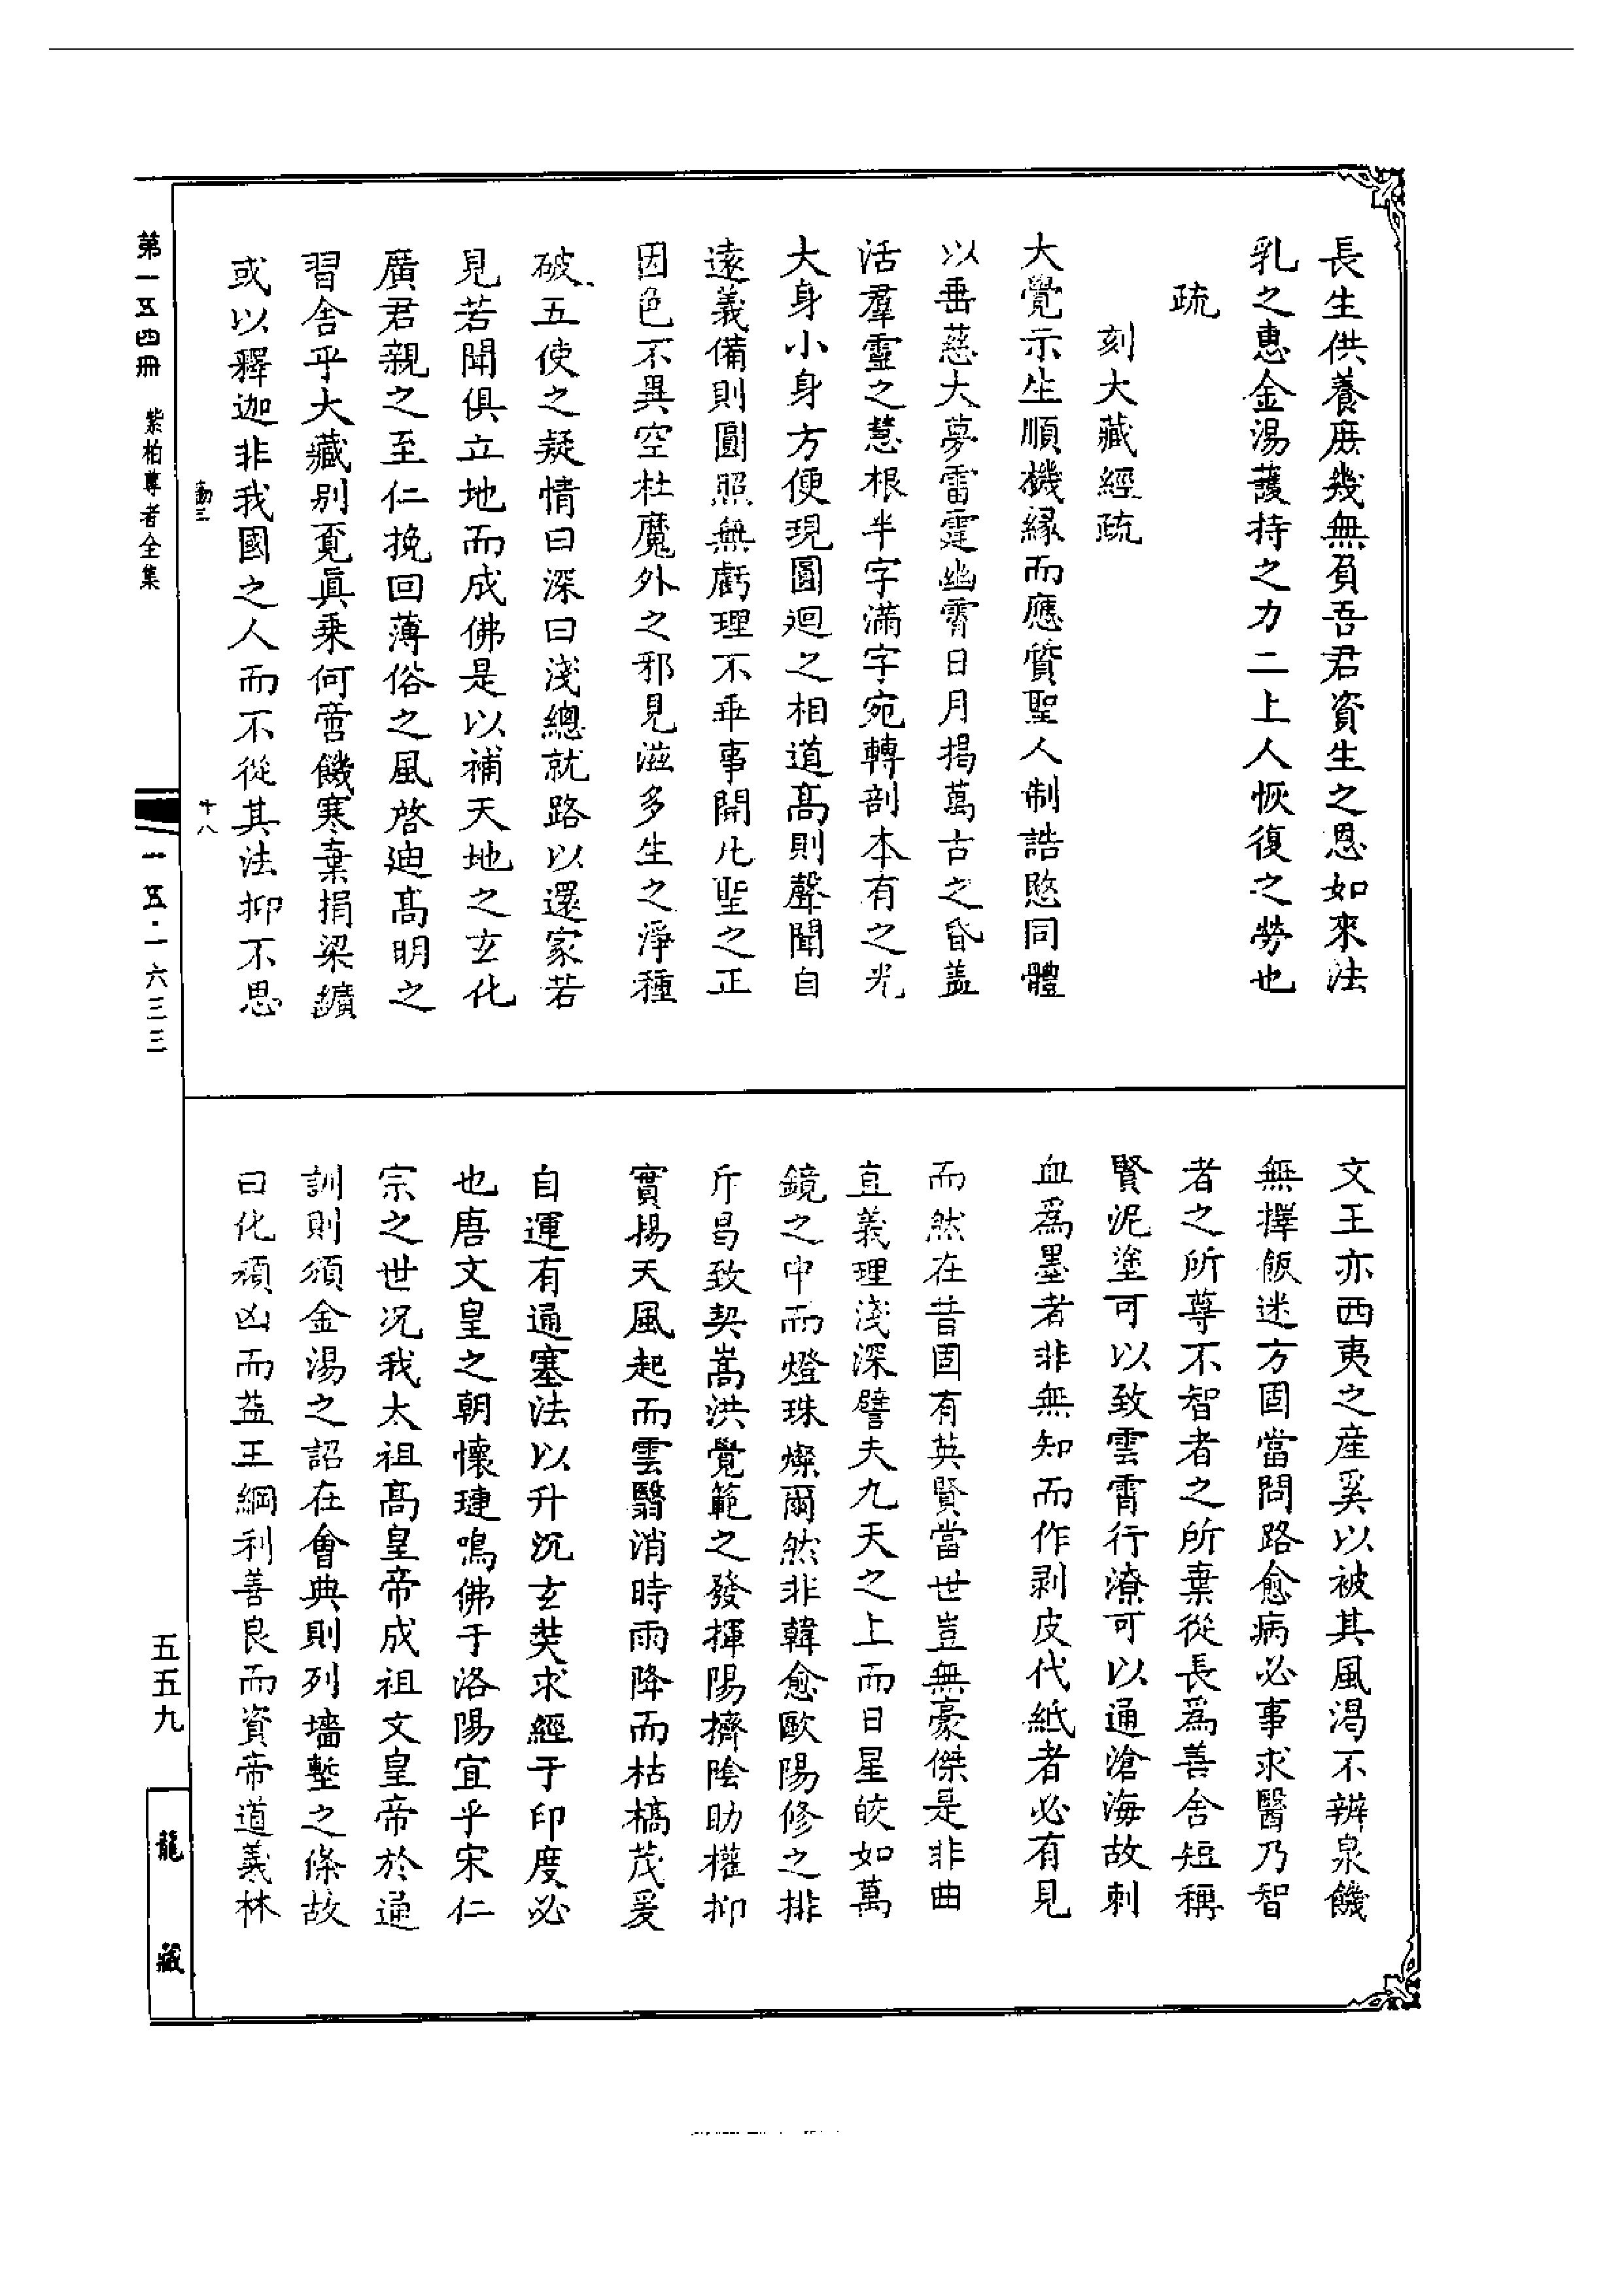 長生供養庶幾無負吾君資生之恩如來法
乳之惠金湯護持之力二上人恢復之勞也
疏
刻大藏經疏
大覺示生順機緣而應質聖人制誥愍同體
以垂慈大夢雷霆幽霄日月揭萬古之昏蓋
活羣靈之慧根半字滿字宛轉剖本有之光
大身小身方便現圓迴之相道髙則聲聞自
遠義備則圓照無虧理不乖事開凡聖之正
因色不異空杜魔外之邪見滋多生之淨種
破五使之疑情曰深曰淺總就路以還家若
見若聞俱立地而成佛是以補天地之玄化
廣君親之至仁挽回薄俗之風啓迪髙明之
習舍乎大藏別覔眞乗何啻饑寒棄捐梁纊
或以釋迦非我國之人而不從其法抑不思
文王亦西夷之産奚以被其風渴不辨泉饑
無擇飯迷方固當問路愈病必事求醫乃智
者之所尊不智者之所棄從長爲善舍短稱
賢泥塗可以致雲霄行潦可以通滄海故刺
血爲墨者非無知而作剥皮代紙者必有見
而然在昔固有英賢當世豈無豪傑是非曲
直義理淺深譬夫九天之上而日星皎如萬
鏡之中而燈珠燦爾然非韓愈歐陽修之排
斥曷致契嵩洪覺範之發揮陽擠陰助權抑
實揚天風起而雲翳消時雨降而枯槁茂爰
自運有通塞法以升沉玄奘求經于印度必
也唐文皇之朝懷璉鳴佛于洛陽宜乎宋仁
宗之世况我太祖髙皇帝成祖文皇帝於通
訓則頒金湯之詔在會典則列墻塹之條故
曰化頑凶而益王綱利善良而資帝道義林
第一五四冊 紫柏尊者全集
勤三
十八
一一五·一六三三
五五九
龍藏